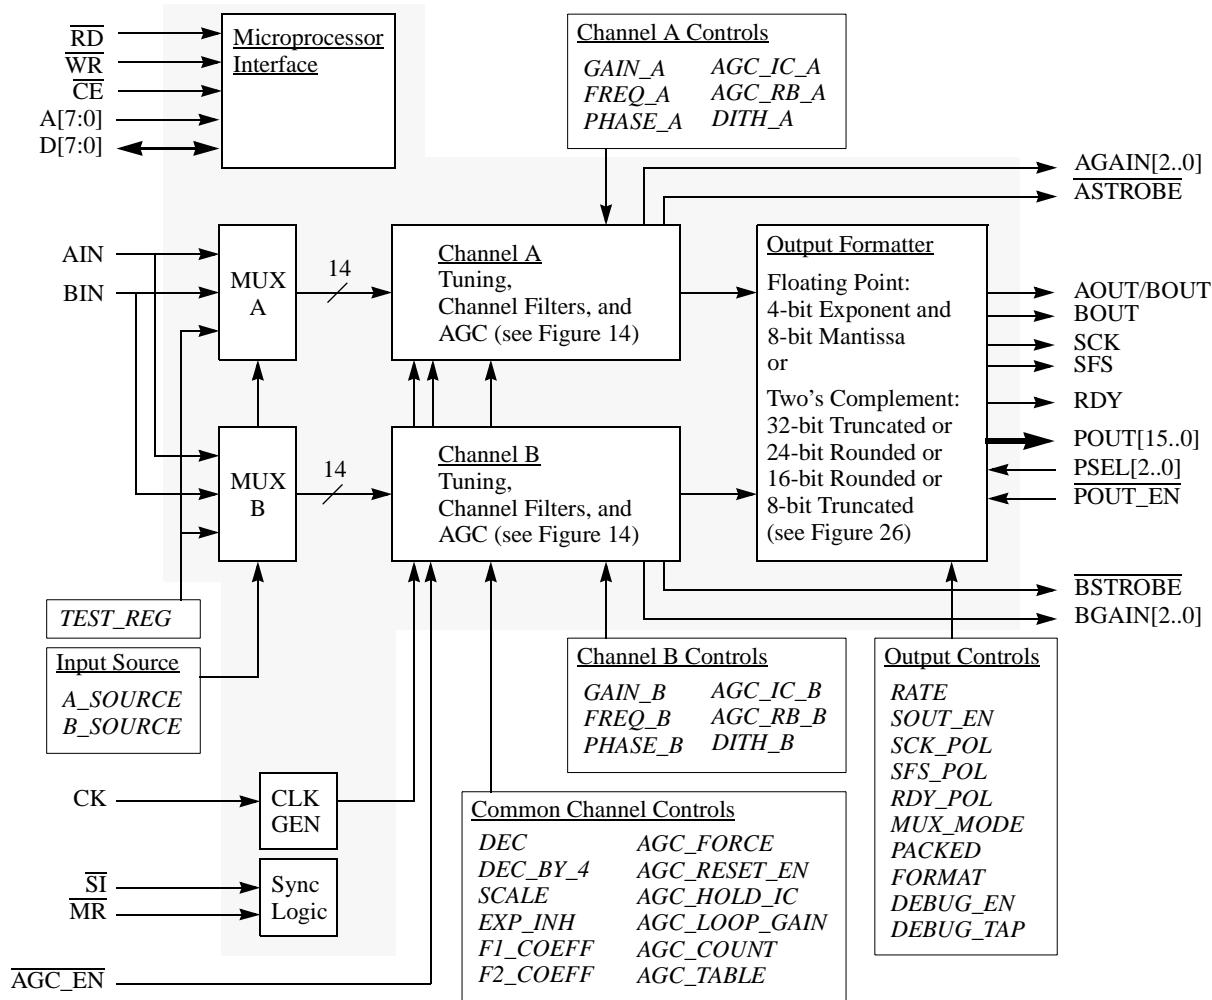 RD
WR
CE
A[7:0]
D[7:0]
Microprocessor
Interface
Channel A Controls
GAIN_A AGC_IC_A
FREQ_A AGC_RB_A
PHASE_A DITH_A
AGAIN[2..0]
ASTROBE
AIN
BIN
MUX
A
14
Channel A
Tuning,
Channel Filters, and
AGC (see Figure 14)
MUX
B
14
Channel B
Tuning,
Channel Filters, and
AGC (see Figure 14)
Output Formatter
Floating Point:
4-bit Exponent and
8-bit Mantissa
or
Two's Complement:
32-bit Truncated or
24-bit Rounded or
16-bit Rounded or
8-bit Truncated
(see Figure 26)
AOUT/BOUT
BOUT
SCK
SFS
RDY
POUT[15..0]
PSEL[2..0]
POUT_EN
BSTROBE
BGAIN[2..0]
TEST_REG
Input Source
A_SOURCE
B_SOURCE
Channel B Controls
GAIN_B AGC_IC_B
FREQ_B AGC_RB_B
PHASE_B DITH_B
Output Controls
RATE
SOUT_EN
SCK_POL
SFS_POL
RDY_POL
MUX_MODE
PACKED
FORMAT
DEBUG_EN
DEBUG_TAP
CK
CLK
GEN
SI
MR
Sync
Logic
AGC_EN
Common Channel Controls
DEC AGC_FORCE
DEC_BY_4 AGC_RESET_EN
SCALE AGC_HOLD_IC
EXP_INH AGC_LOOP_GAIN
F1_COEFF AGC_COUNT
F2_COEFF AGC_TABLE